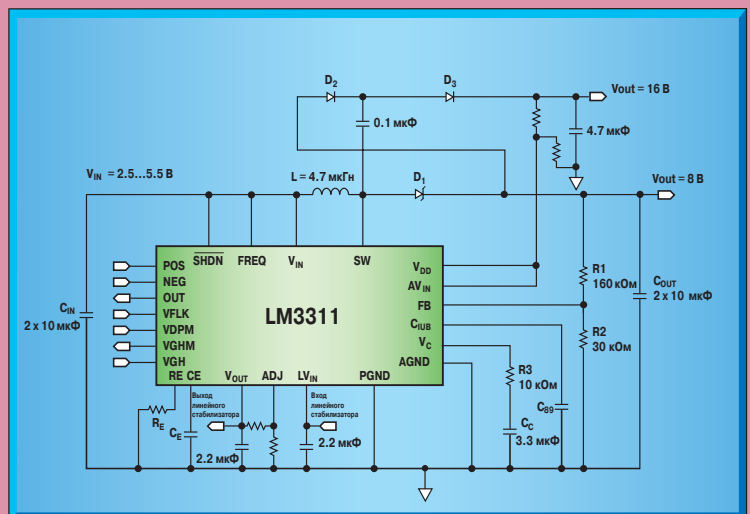 D2
D3
Vout = 16 В
0.1 мкФ
4.7 мкФ
VIN = 2.5...5.5 В
L = 4.7 мкГн
D1
Vout = 8 В
SHDN
FREQ
VIN
SW
POS
NEG
OUT
VFLK
VDPM
VGHM
VGH
LM3311
VDD
AVIN
FB
CIUB
VC
AGND
CIN
2 x 10 мкФ
R1
160 кОм
COUT
2 x 10 мкФ
R2
30 кОм
RE
CE
VOUT
ADJ
LVIN
PGND
R3
10 кОм
Выход
линейного
стабилизатора
Вход
линейного
стабилизатора
RE
CE
2.2 мкФ
2.2 мкФ
C89
CC
3.3 мкФ